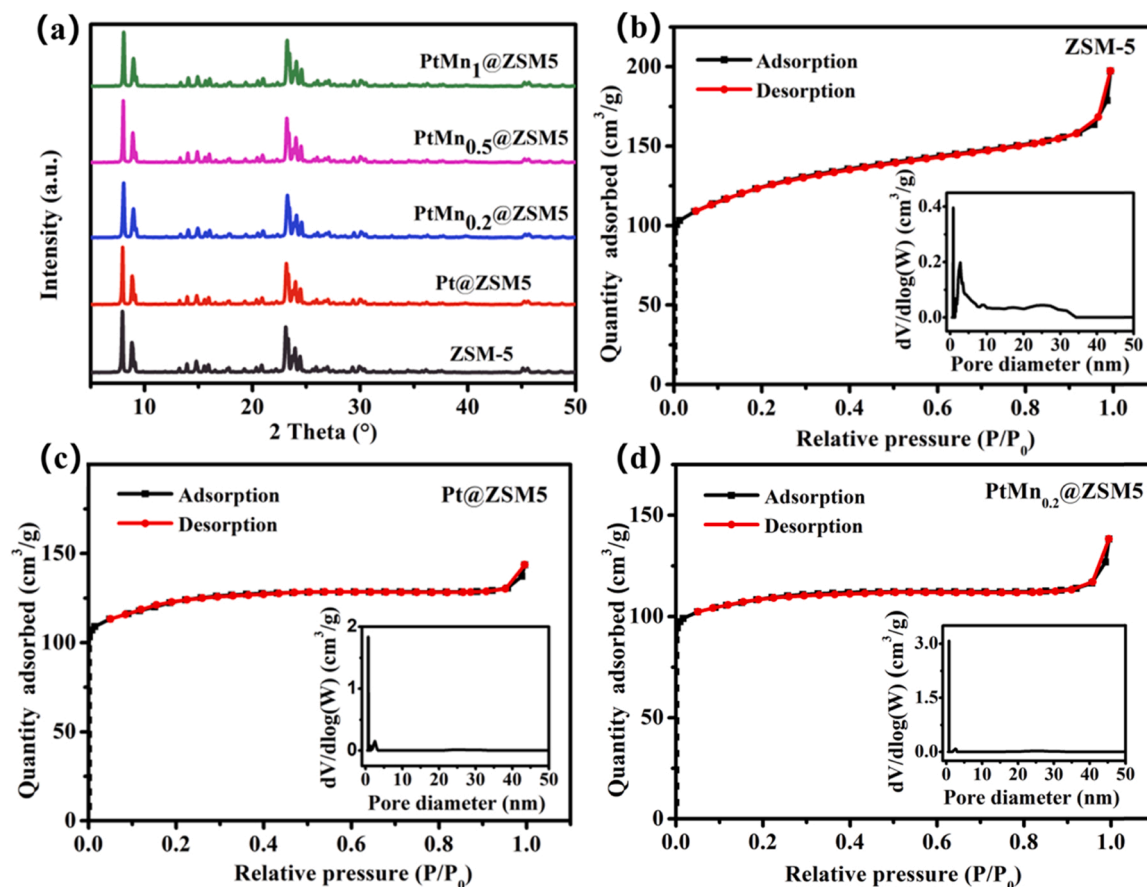 (a)
PtMn1@ZSM5
PtMn0.5@ZSM5
PtMn0.2@ZSM5
Pt@ZSM5
ZSM-5
Intensity (a.u.)
10 20 30 40 50
2 Theta (°)
(b)
ZSM-5
Adsorption
Desorption
Quantity adsorbed (cm³/g)
200
150
100
50
0
0.0 0.2 0.4 0.6 0.8 1.0
Relative pressure (P/P0)
dV/dlog(W) (cm³/g)
0.4
0.2
0.0
0 10 20 30 40 50
Pore diameter (nm)
(c)
Pt@ZSM5
Adsorption
Desorption
Quantity adsorbed (cm³/g)
200
150
100
50
0
0.0 0.2 0.4 0.6 0.8 1.0
Relative pressure (P/P0)
dV/dlog(W) (cm³/g)
2
1
0
0 10 20 30 40 50
Pore diameter (nm)
(d)
PtMn0.2@ZSM5
Adsorption
Desorption
Quantity adsorbed (cm³/g)
150
100
50
0
0.0 0.2 0.4 0.6 0.8 1.0
Relative pressure (P/P0)
dV/dlog(W) (cm³/g)
3.0
1.5
0.0
0 10 20 30 40 50
Pore diameter (nm)